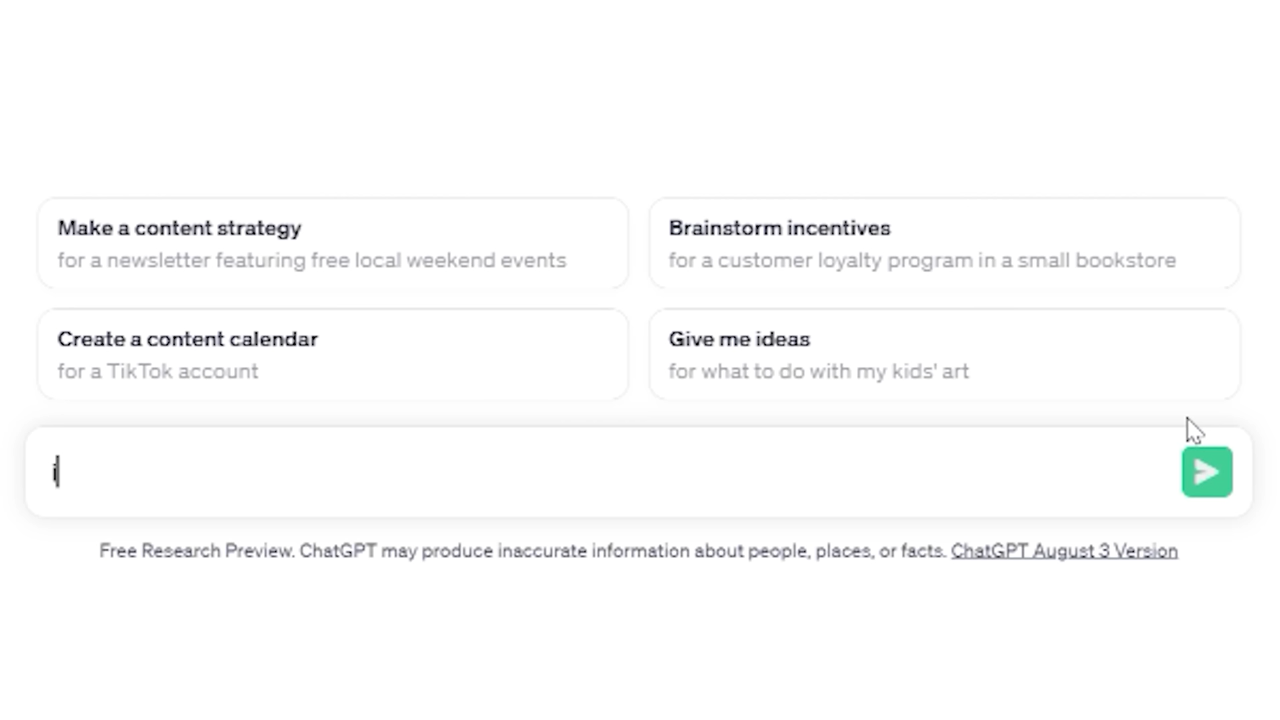 Make a content strategy
for a newsletter featuring free local weekend events
Brainstorm incentives
for a customer loyalty program in a small bookstore
Create a content calendar
for a TikTok account
Give me ideas
for what to do with my kids' art
i
Free Research Preview. ChatGPT may produce inaccurate information about people, places, or facts. ChatGPT August 3 Version